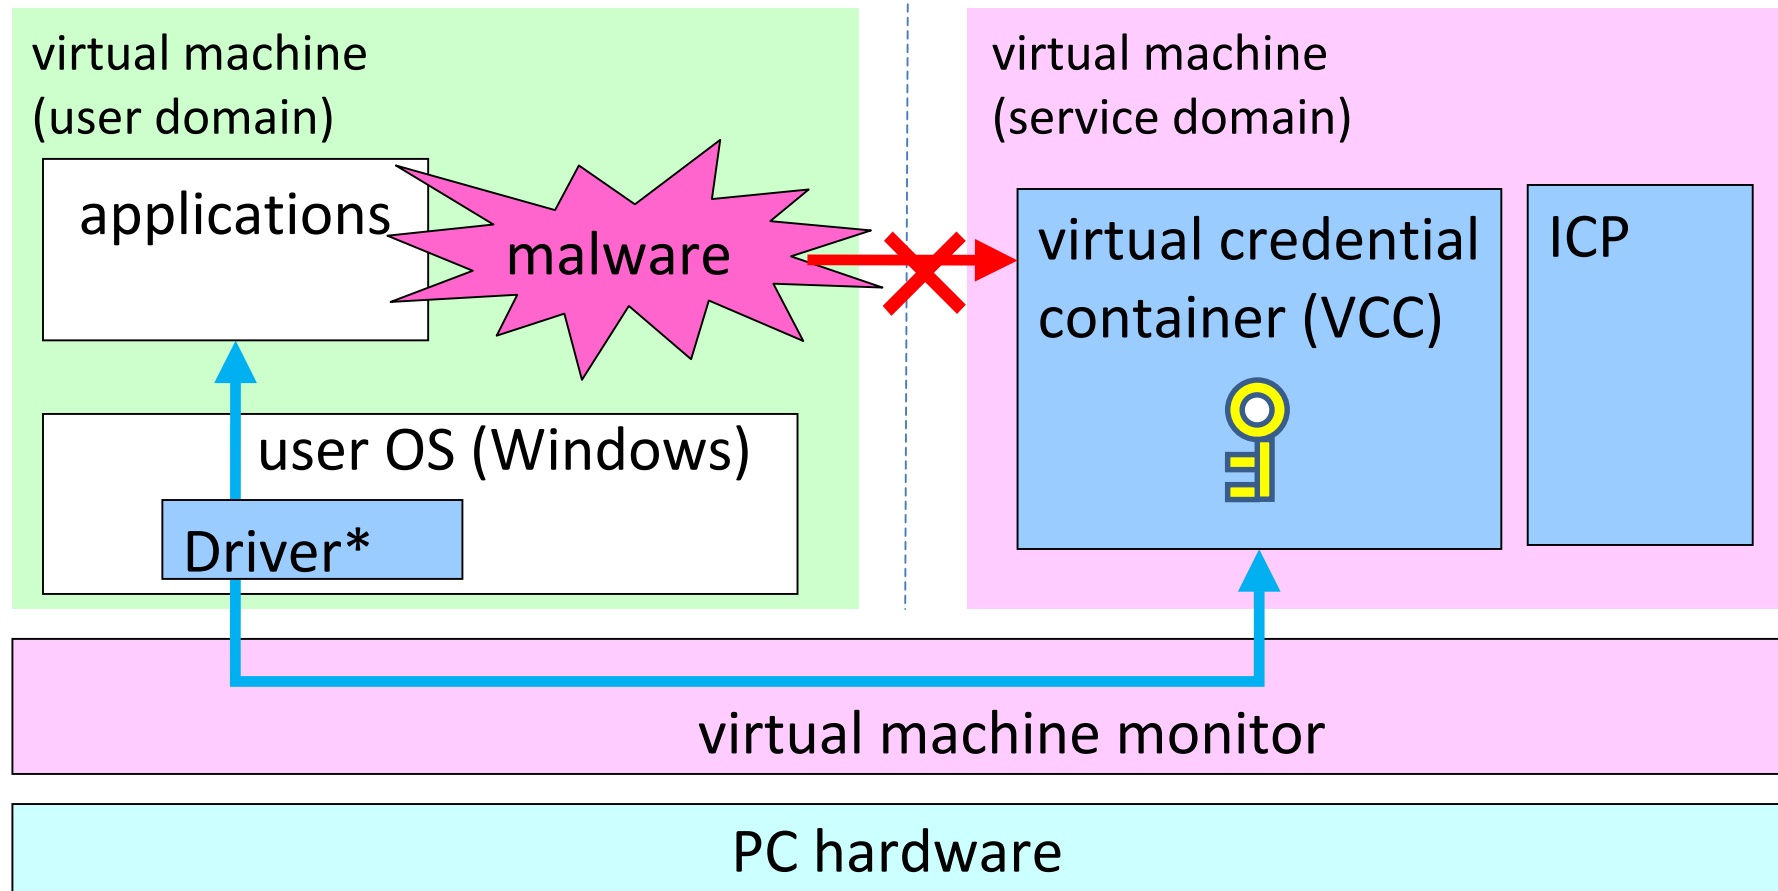 virtual machine
(user domain)
applications
malware
user OS (Windows)
Driver*
virtual machine
(service domain)
virtual credential
container (VCC)
ICP
virtual machine monitor
PC hardware